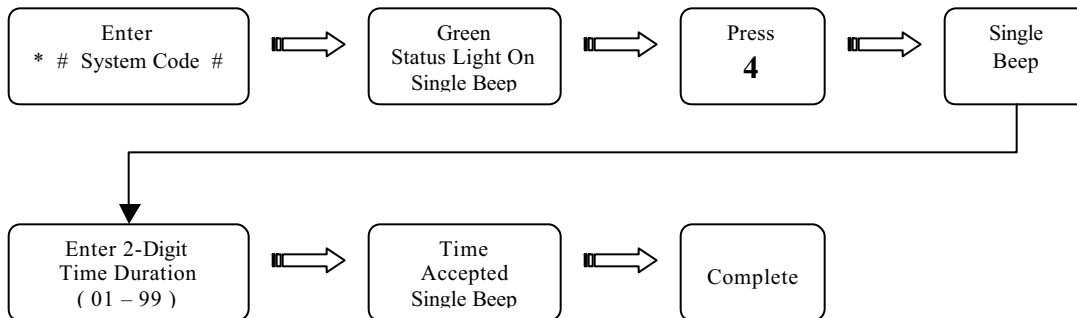 Enter
* # System Code #
Green
Status Light On
Single Beep
Press
4
Single
Beep
Enter 2-Digit
Time Duration
( 01 – 99 )
Time
Accepted
Single Beep
Complete